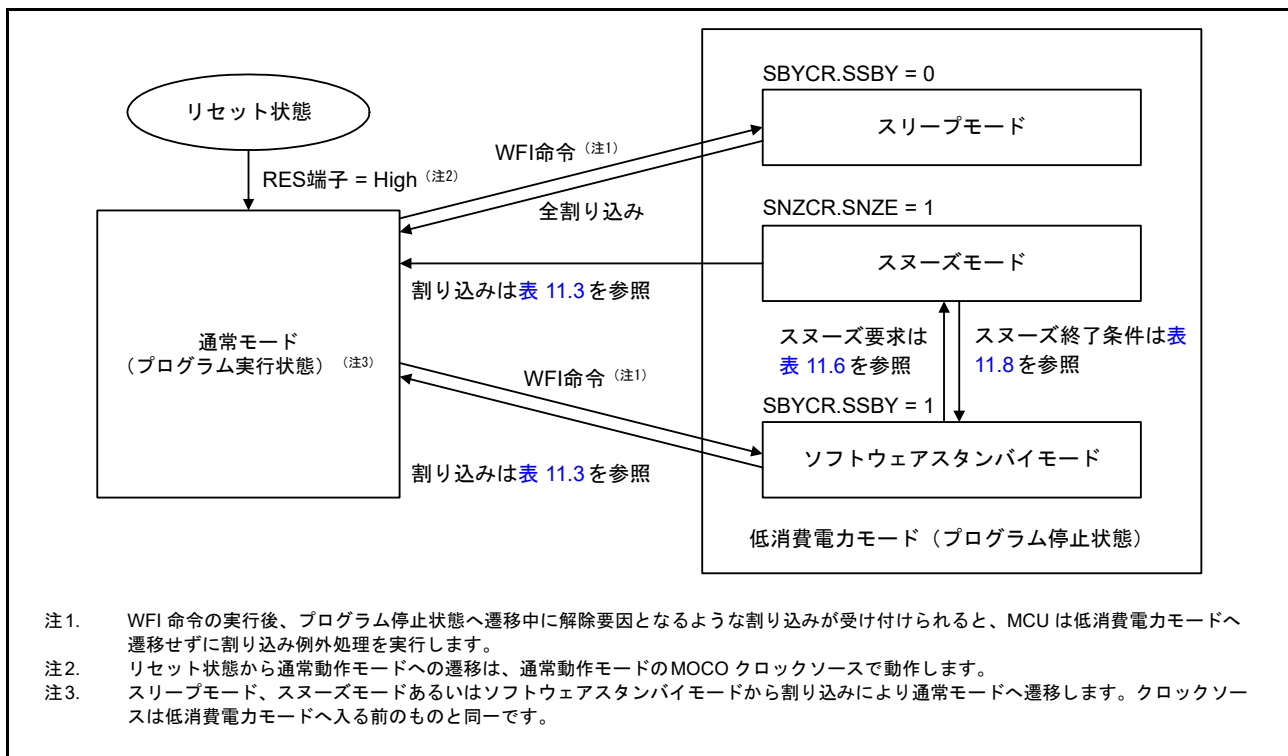 リセット状態
RES端子 = High（注2）
通常モード
（プログラム実行状態）（注3）
WFI命令（注1）
全割り込み
割り込みは表 11.3を参照
WFI命令（注1）
割り込みは表 11.3を参照
SBYCR.SSBY = 0
スリープモード
SNZCR.SNZE = 1
スヌーズモード
スヌーズ要求は
表 11.6を参照
スヌーズ終了条件は表
11.8を参照
SBYCR.SSBY = 1
ソフトウェアスタンバイモード
低消費電力モード（プログラム停止状態）
注1. WFI 命令の実行後、プログラム停止状態へ遷移中に解除要因となるような割り込みが受け付けられると、MCU は低消費電力モードへ
遷移せずに割り込み例外処理を実行します。
注2. リセット状態から通常動作モードへの遷移は、通常動作モードのMOCO クロックソースで動作します。
注3. スリープモード、スヌーズモードあるいはソフトウェアスタンバイモードから割り込みにより通常モードへ遷移します。クロックソー
スは低消費電力モードへ入る前のものと同一です。